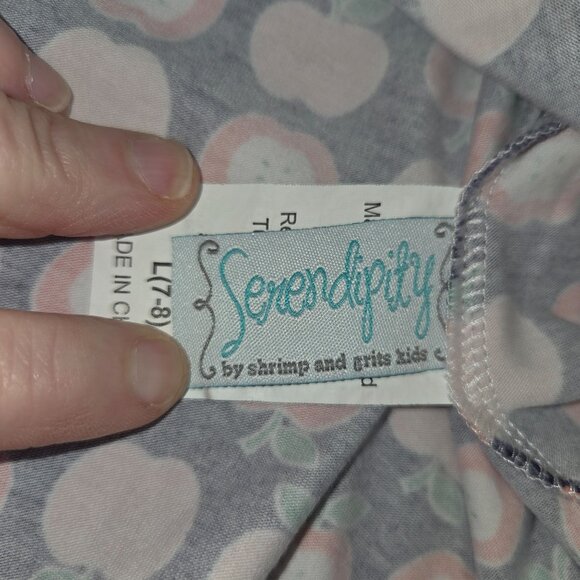 Serendipity
by shrimp and grits kids
L(7-8)